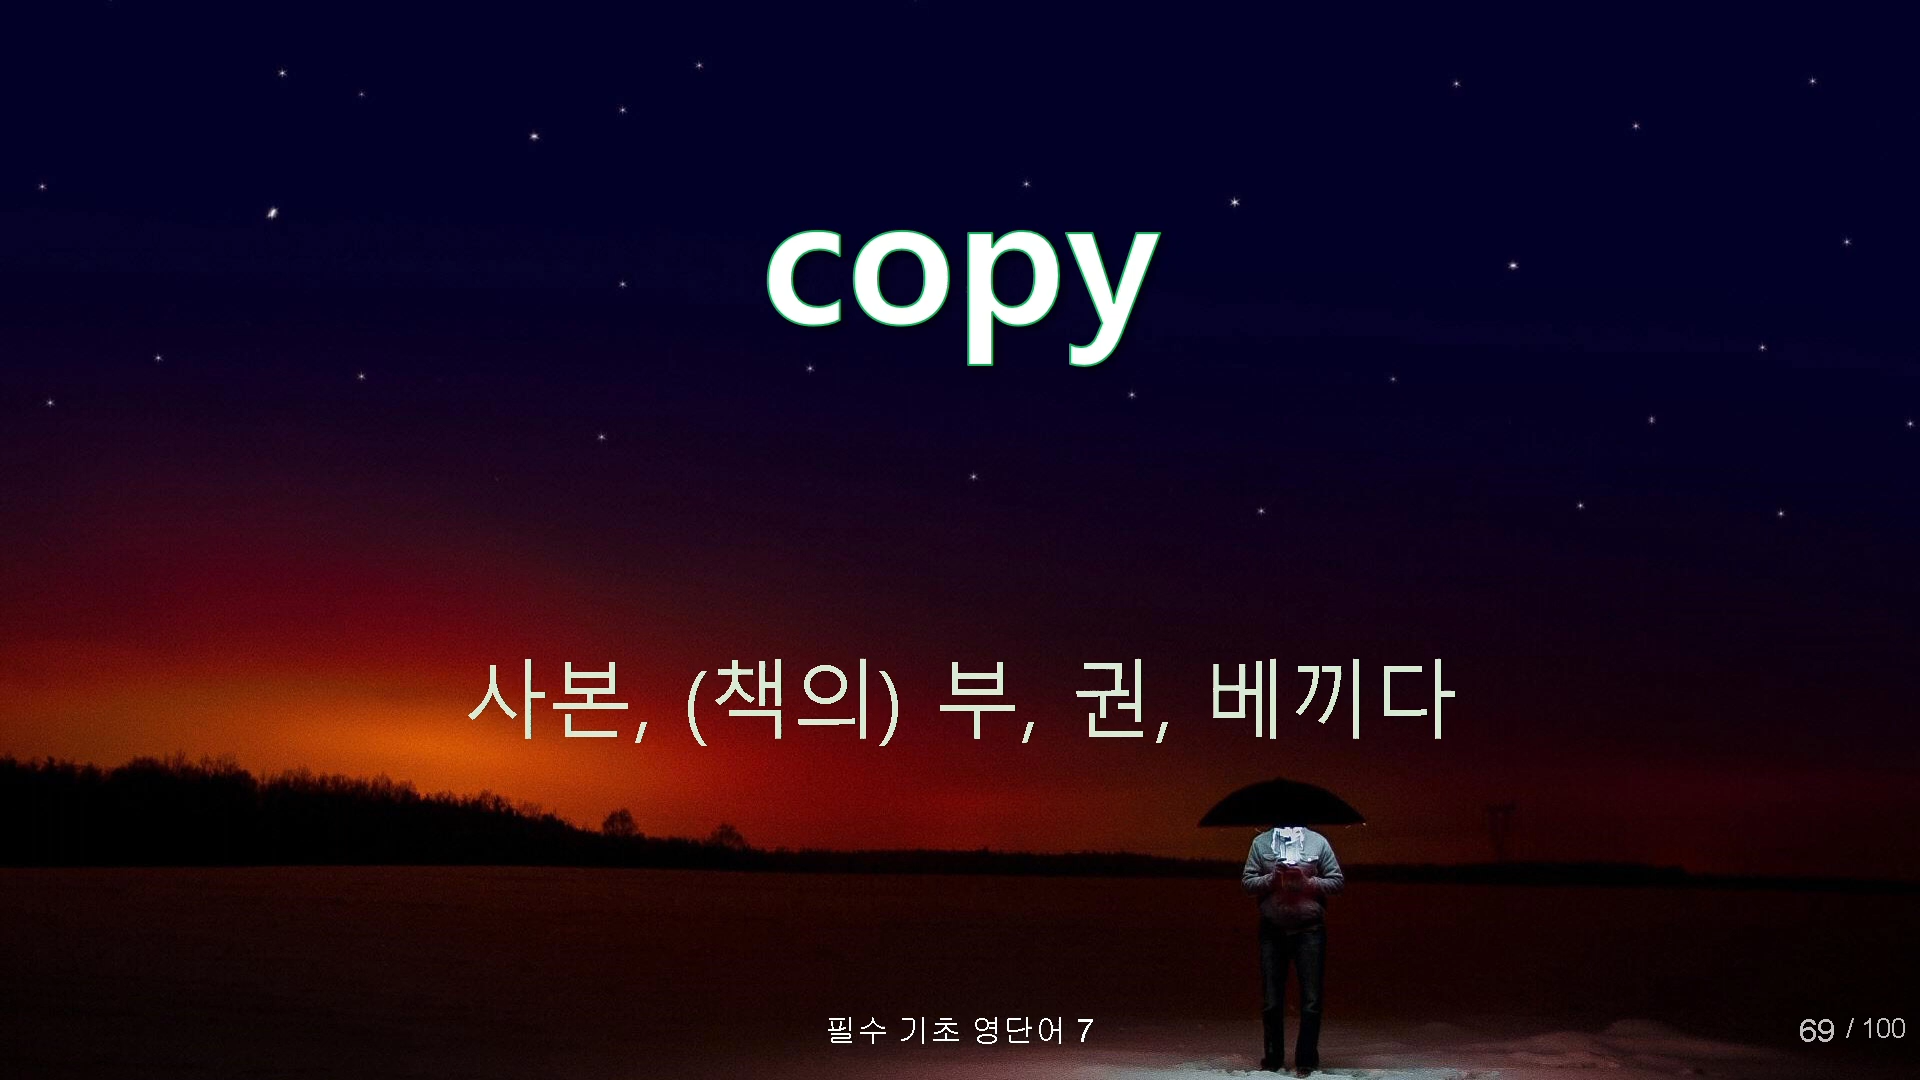 copy
사본, (책의) 부, 권, 베끼다
필수 기초 영단어 7
69 / 100